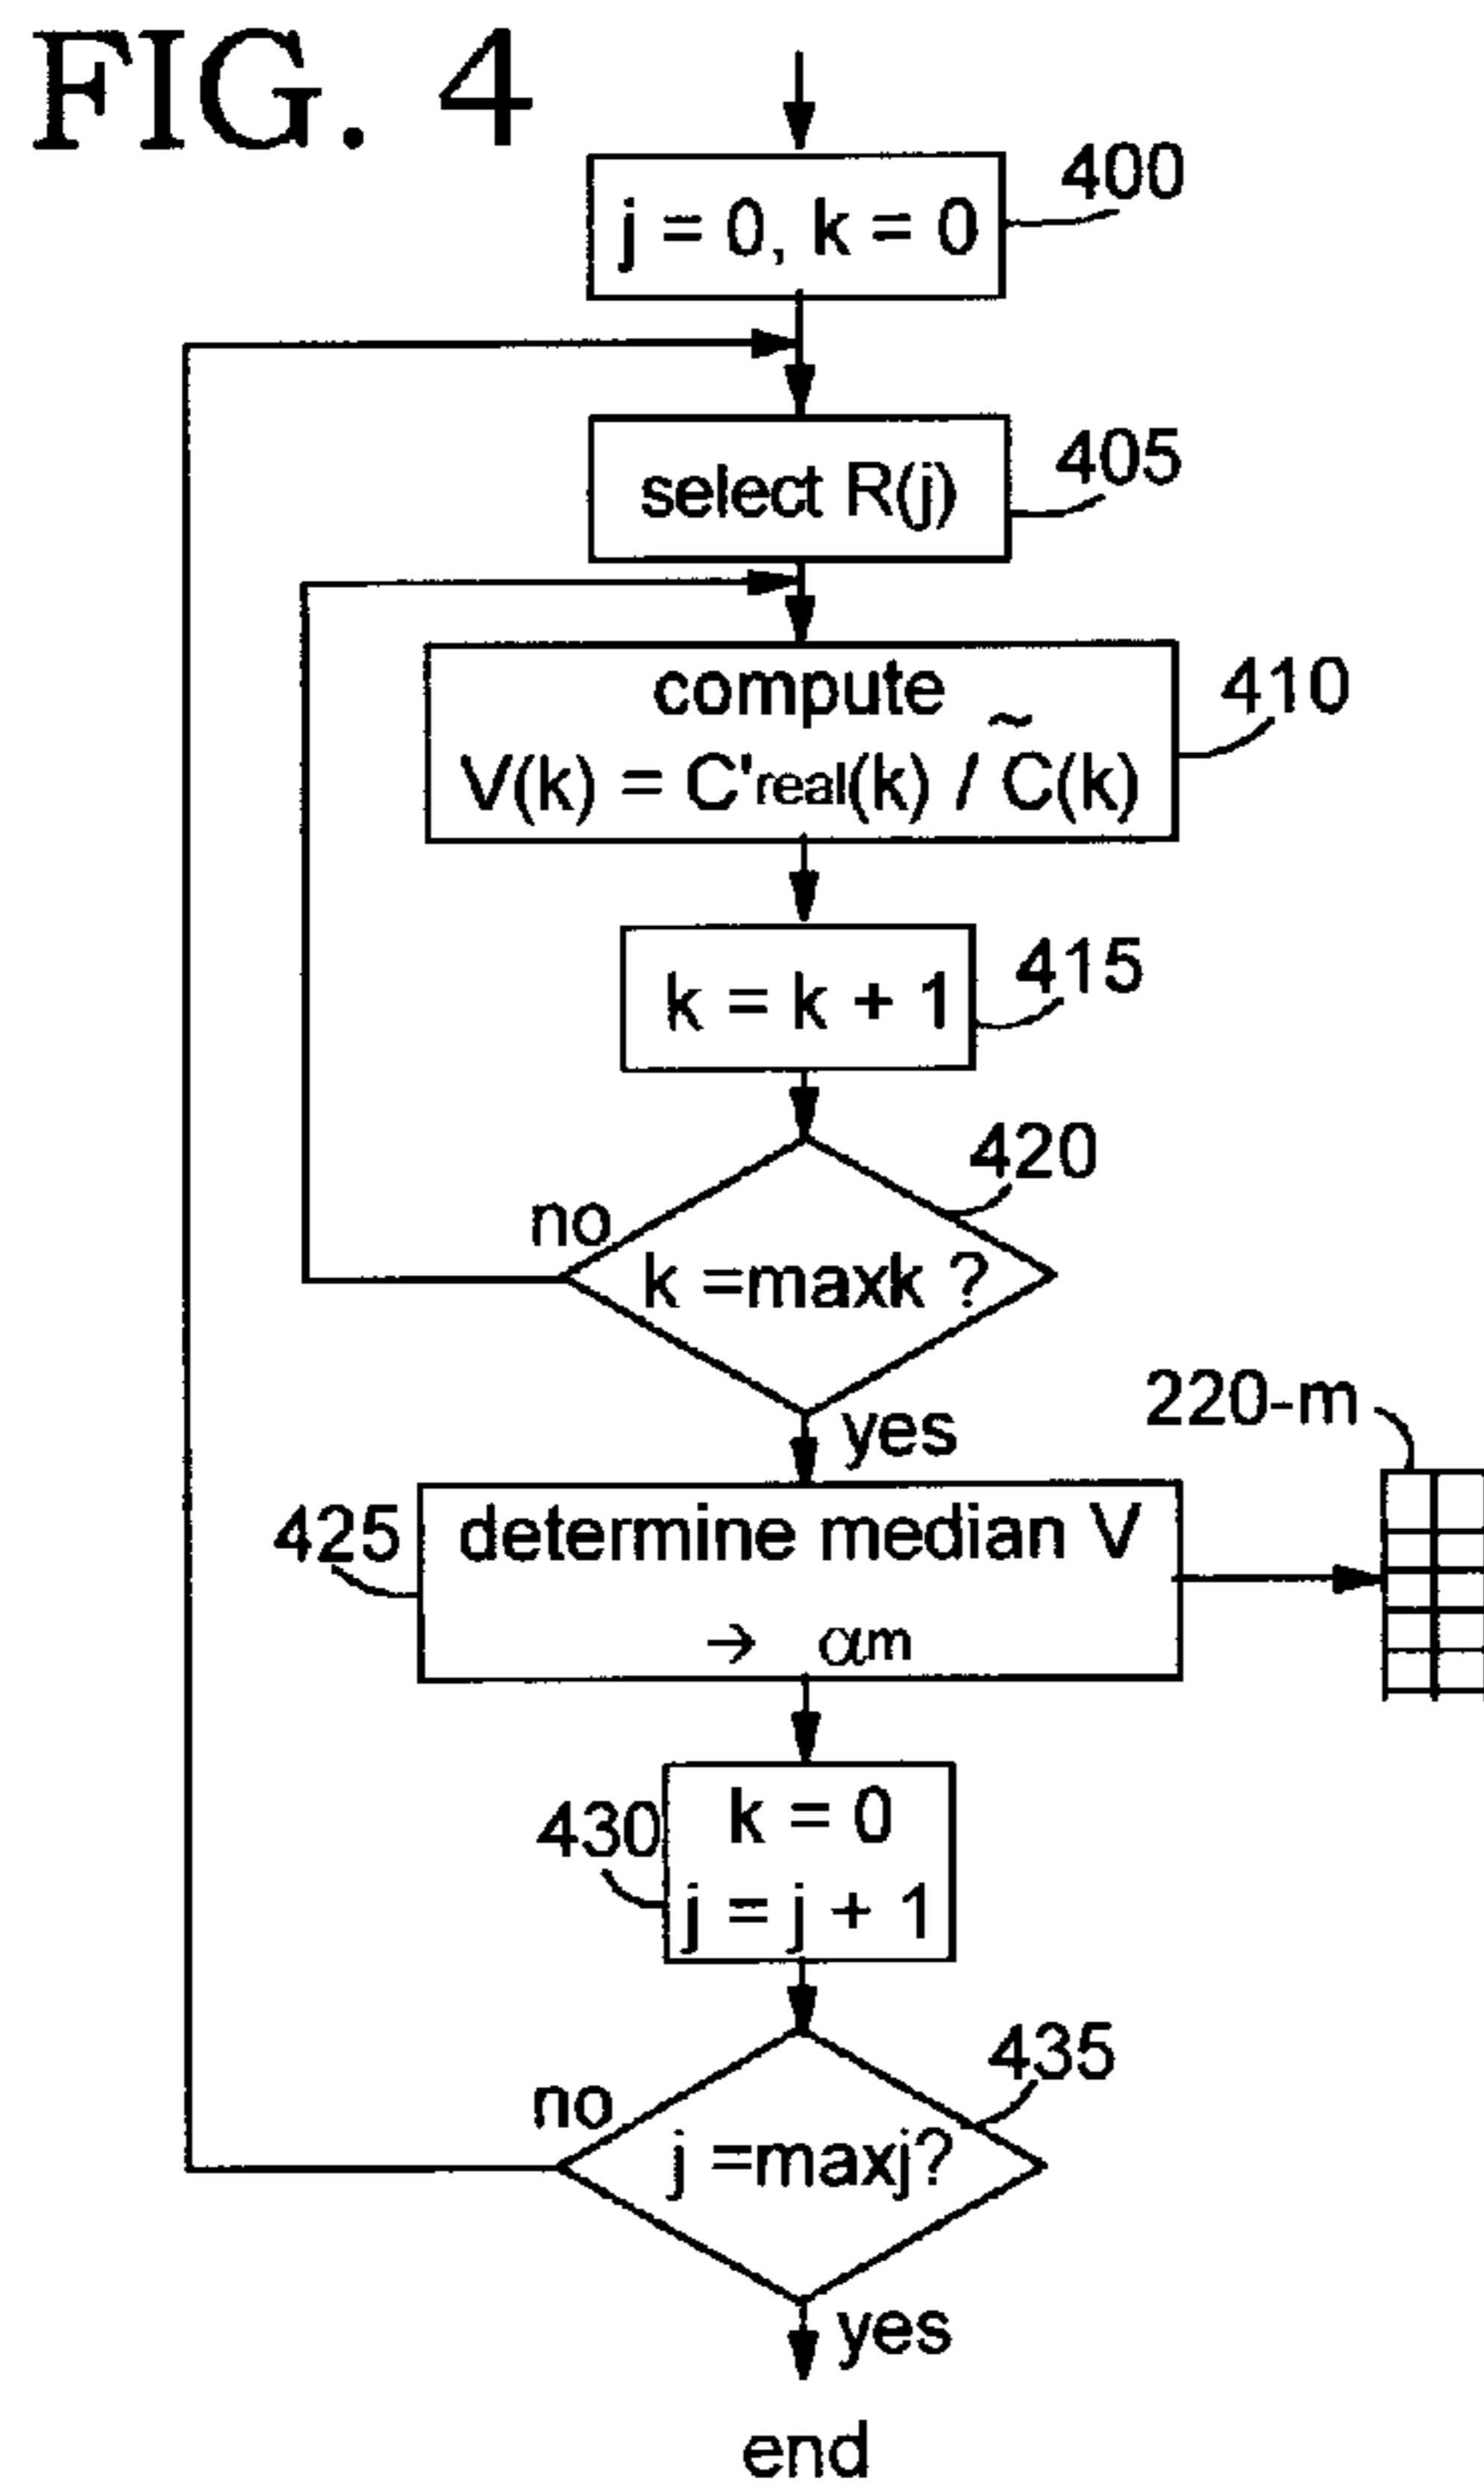 FIG. 4
400
j = 0, k = 0
405
select R(j)
410
compute
V(k) = C'real(k) / C̃(k)
415
k = k + 1
420
no
k =maxk ?
yes
220-m
425
determine median V
→ αm
430
k = 0
j = j + 1
435
no
j =maxj?
yes
end